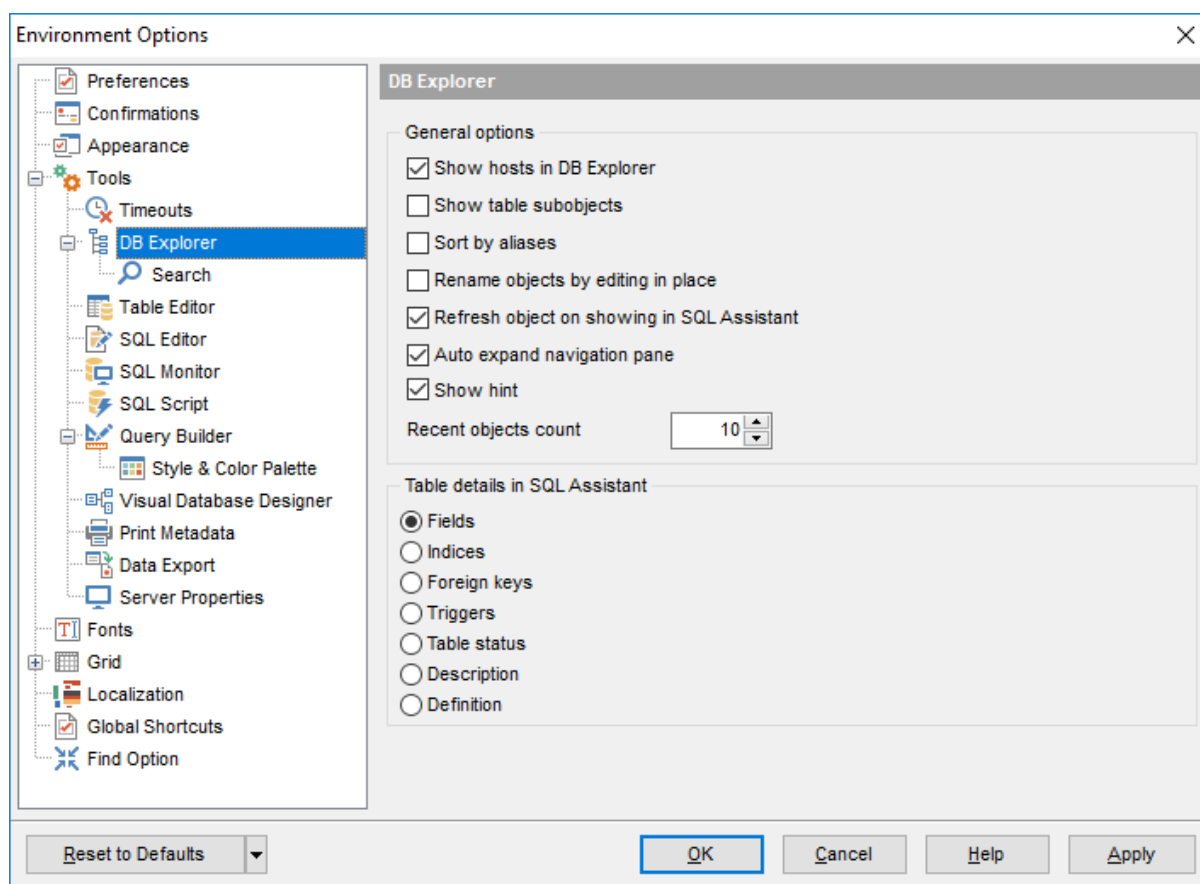 Environment Options
Preferences
Confirmations
Appearance
Tools
Timeouts
DB Explorer
Search
Table Editor
SQL Editor
SQL Monitor
SQL Script
Query Builder
Style & Color Palette
Visual Database Designer
Print Metadata
Data Export
Server Properties
Fonts
Grid
Localization
Global Shortcuts
Find Option
DB Explorer
General options
Show hosts in DB Explorer
Show table subobjects
Sort by aliases
Rename objects by editing in place
Refresh object on showing in SQL Assistant
Auto expand navigation pane
Show hint
Recent objects count 10
Table details in SQL Assistant
Fields
Indices
Foreign keys
Triggers
Table status
Description
Definition
Reset to Defaults OK Cancel Help Apply